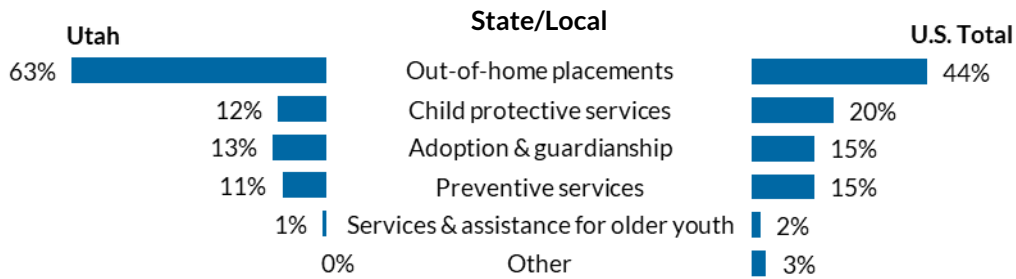 State/Local
Utah U.S. Total
63% Out-of-home placements 44%
12% Child protective services 20%
13% Adoption & guardianship 15%
11% Preventive services 15%
1% Services & assistance for older youth 2%
0% Other 3%